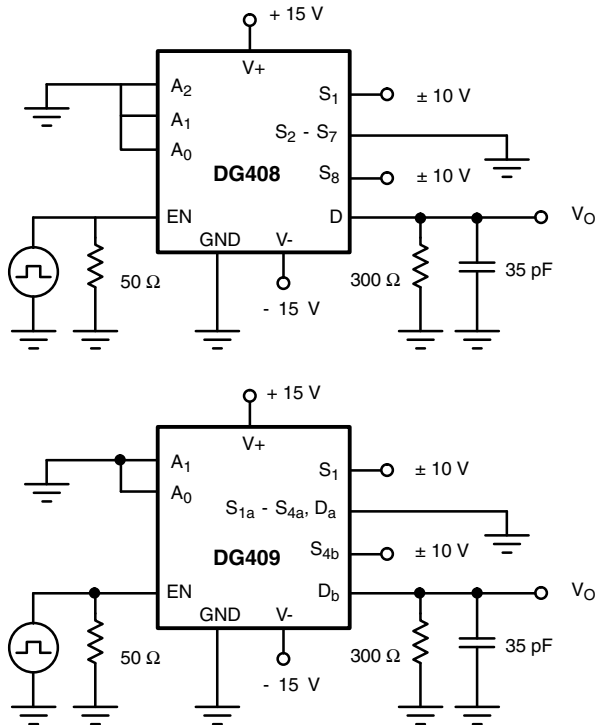 + 15 V
V+
A2
S1
± 10 V
A1
S2 - S7
A0
DG408
S8
± 10 V
EN
D
VO
GND
V-
50 Ω
300 Ω
35 pF
- 15 V
+ 15 V
V+
A1
S1
± 10 V
A0
S1a - S4a, Da
S4b
± 10 V
DG409
EN
Db
VO
GND
V-
50 Ω
300 Ω
35 pF
- 15 V